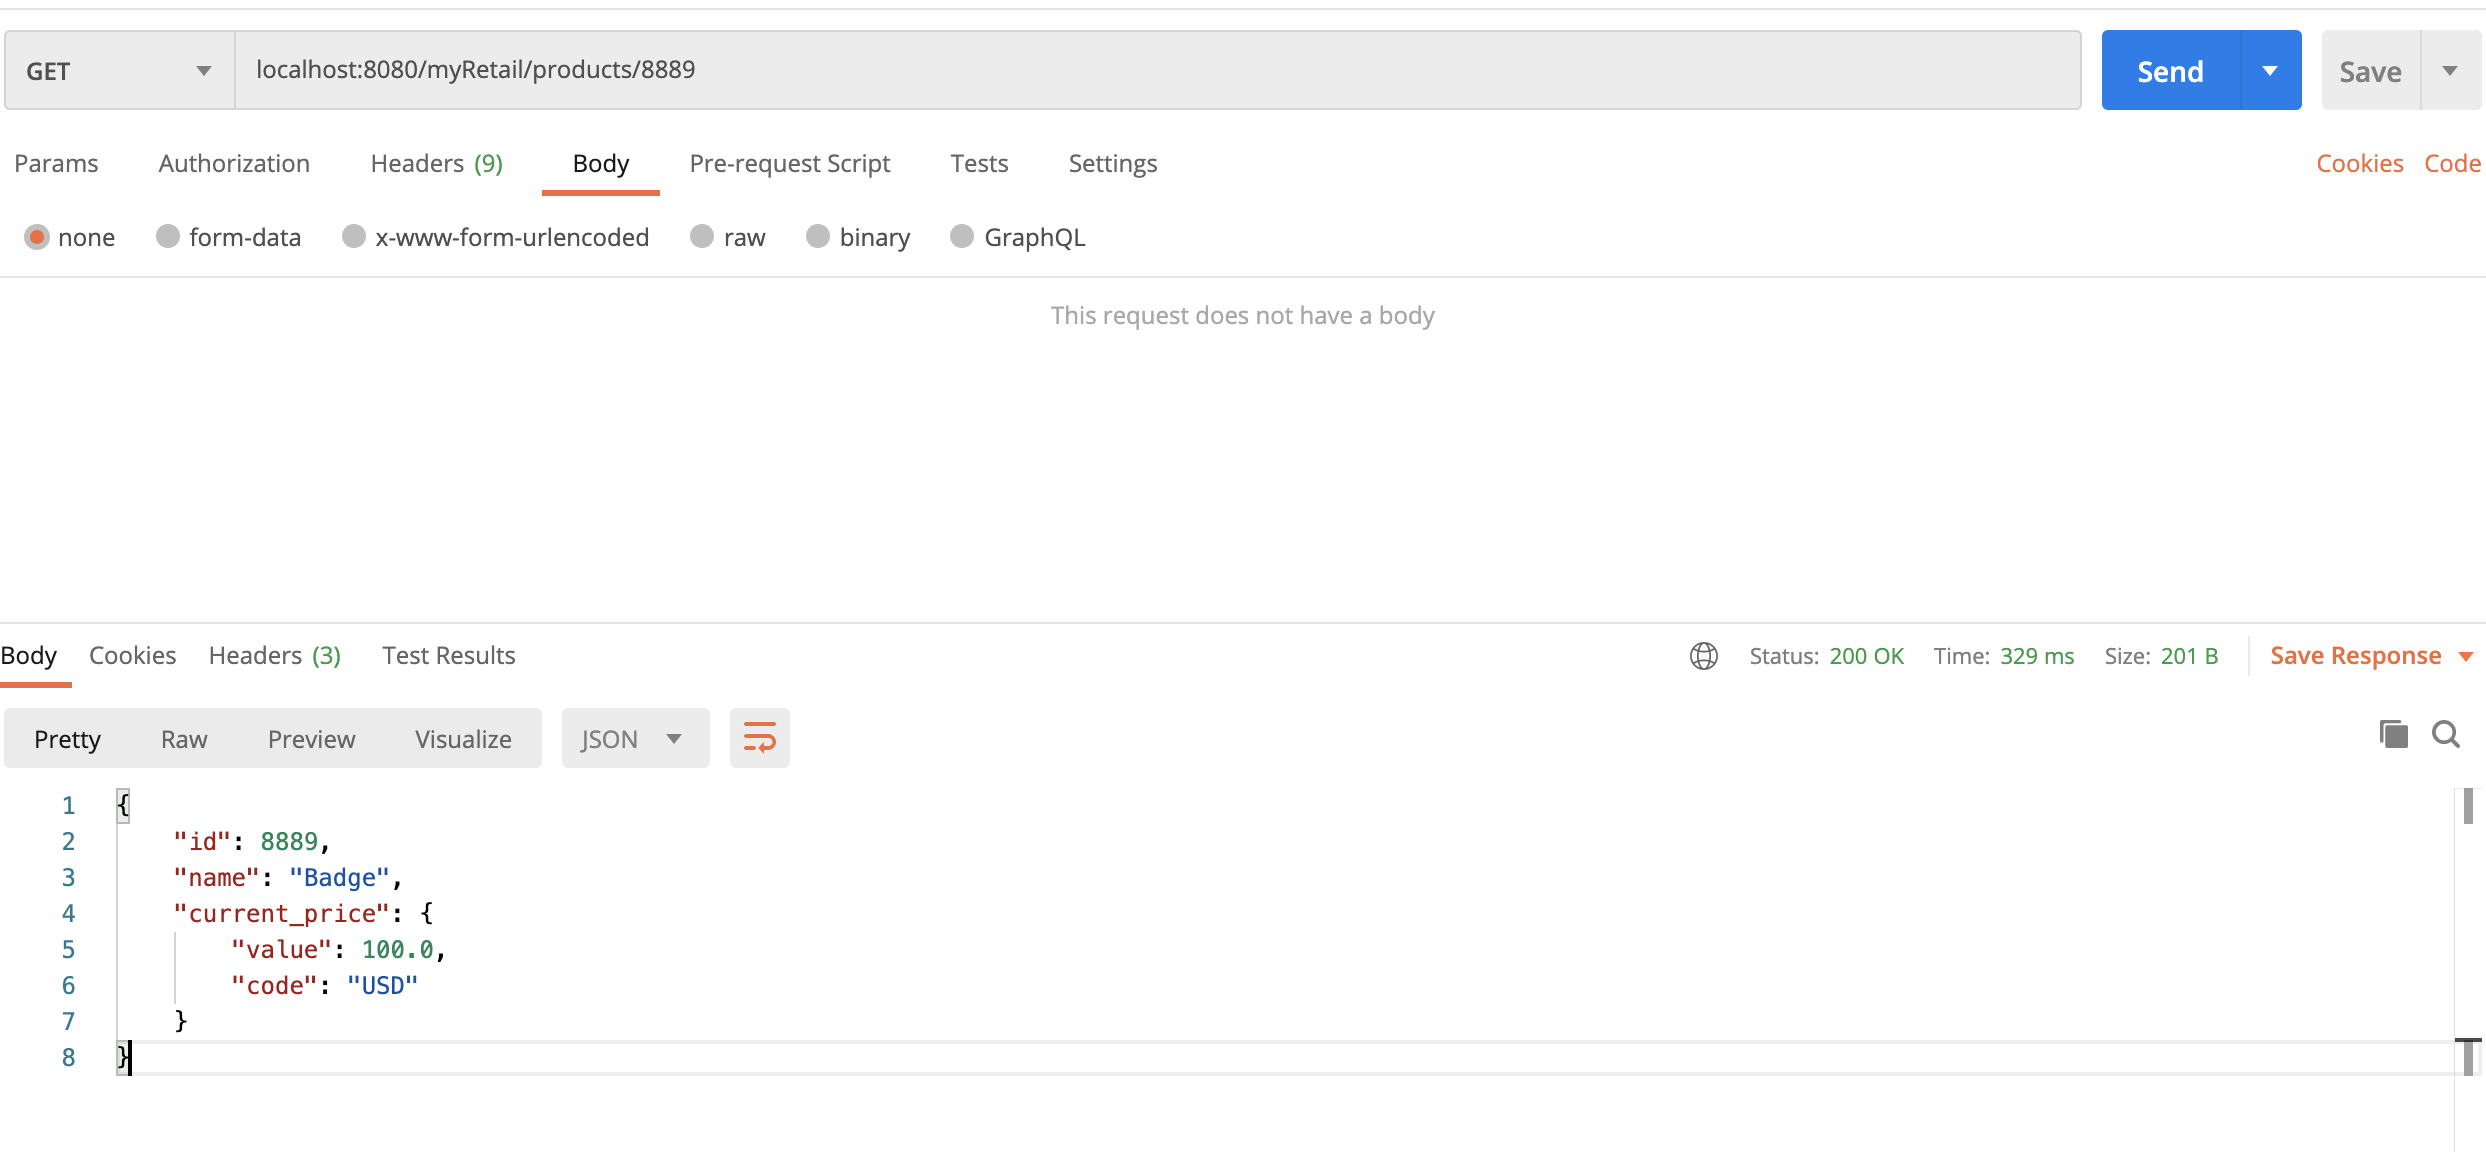 GET localhost:8080/myRetail/products/8889 Send Save
Params Authorization Headers (9) Body Pre-request Script Tests Settings Cookies Code
none form-data x-www-form-urlencoded raw binary GraphQL
This request does not have a body
Body Cookies Headers (3) Test Results Status: 200 OK Time: 329 ms Size: 201 B Save Response
Pretty Raw Preview Visualize JSON
1 {
2 "id": 8889,
3 "name": "Badge",
4 "current_price": {
5 "value": 100.0,
6 "code": "USD"
7 }
8 }